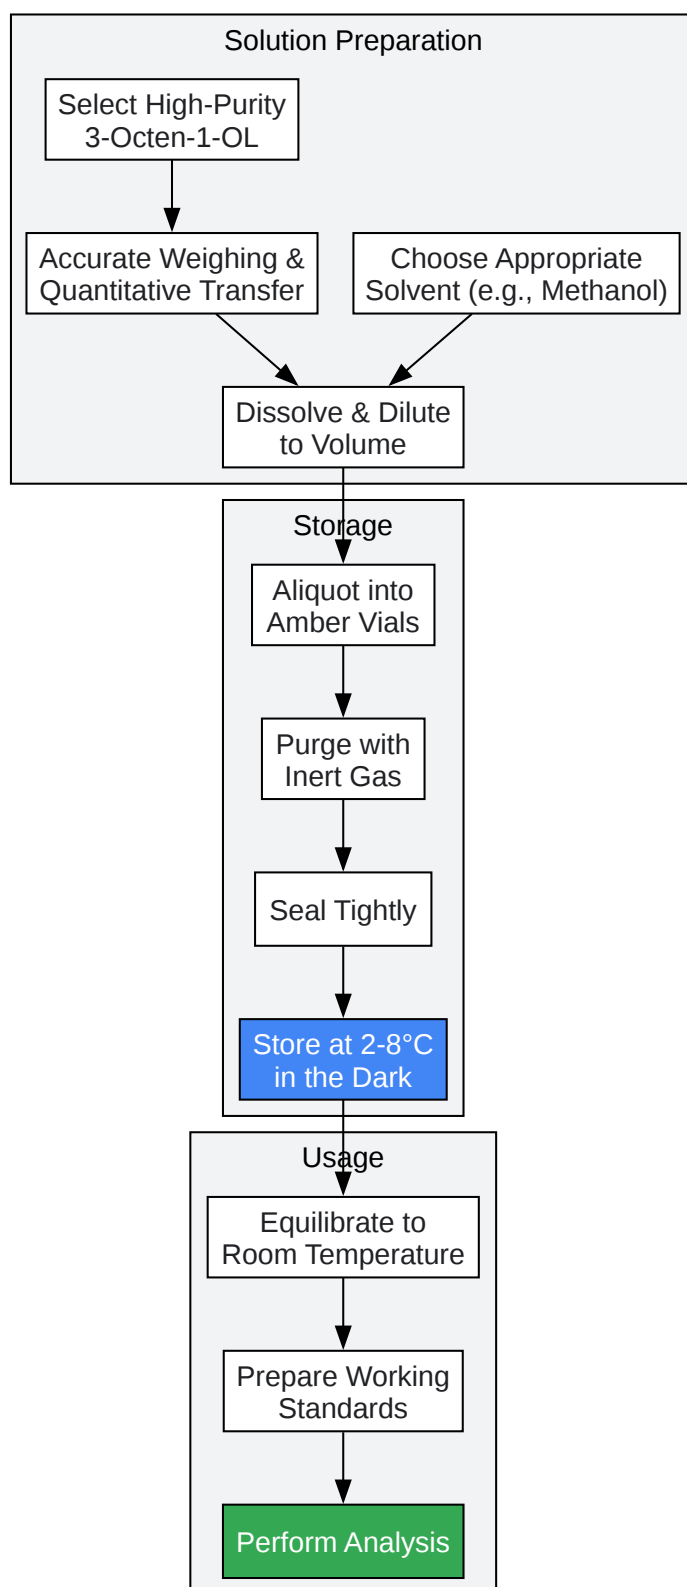 Solution Preparation
Select High-Purity
3-Octen-1-OL
Accurate Weighing &
Quantitative Transfer
Choose Appropriate
Solvent (e.g., Methanol)
Dissolve & Dilute
to Volume
Storage
Aliquot into
Amber Vials
Purge with
Inert Gas
Seal Tightly
Store at 2-8°C
in the Dark
Usage
Equilibrate to
Room Temperature
Prepare Working
Standards
Perform Analysis